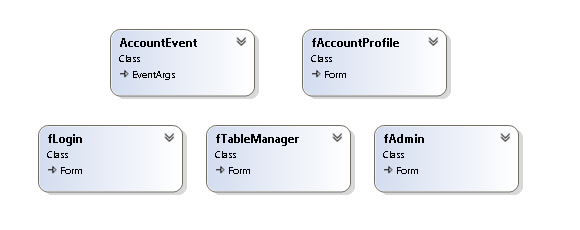 AccountEvent
Class
EventArgs
fAccountProfile
Class
Form
fLogin
Class
Form
fTableManager
Class
Form
fAdmin
Class
Form